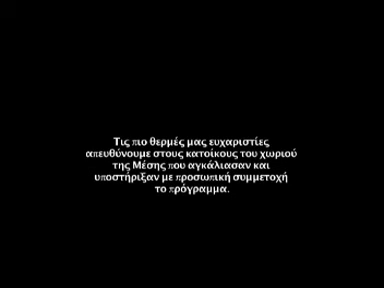 Τις πιο θερμές μας ευχαριστίες
απευθύνουμε στους κατοίκους του χωριού
της Μέσης που αγκάλιασαν και
υποστήριξαν με προσωπική συμμετοχή
το πρόγραμμα.